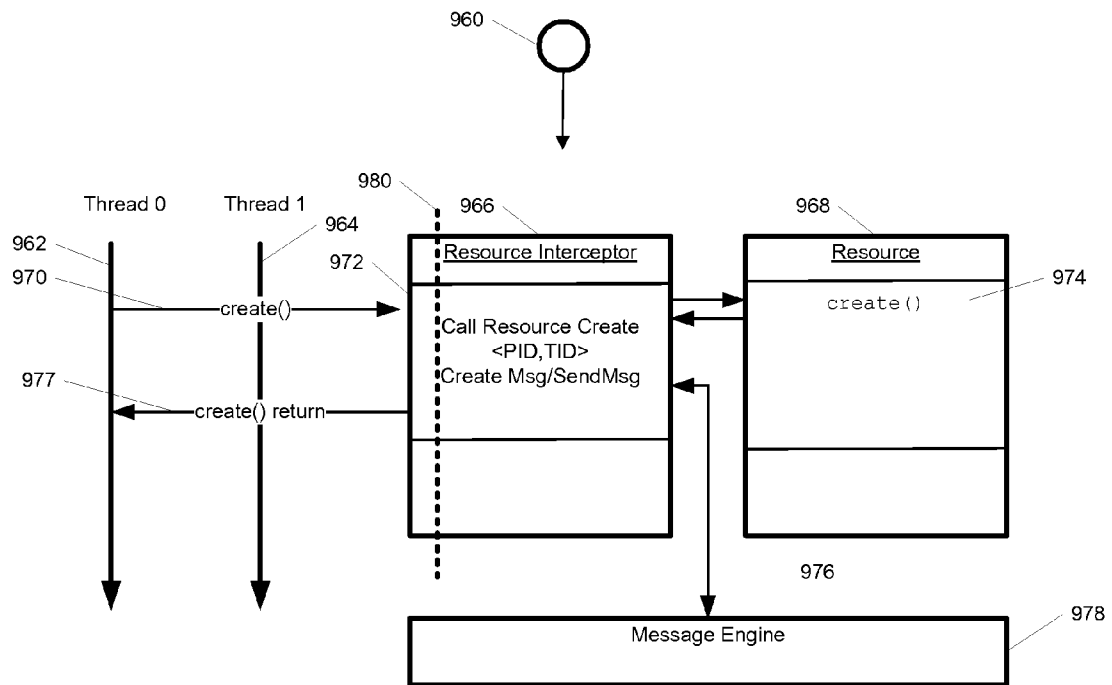 960
980
Thread 0
Thread 1
966
968
962
964
Resource Interceptor
Resource
970
972
974
create()
create()
Call Resource Create
<PID,TID>
Create Msg/SendMsg
977
create() return
976
978
Message Engine